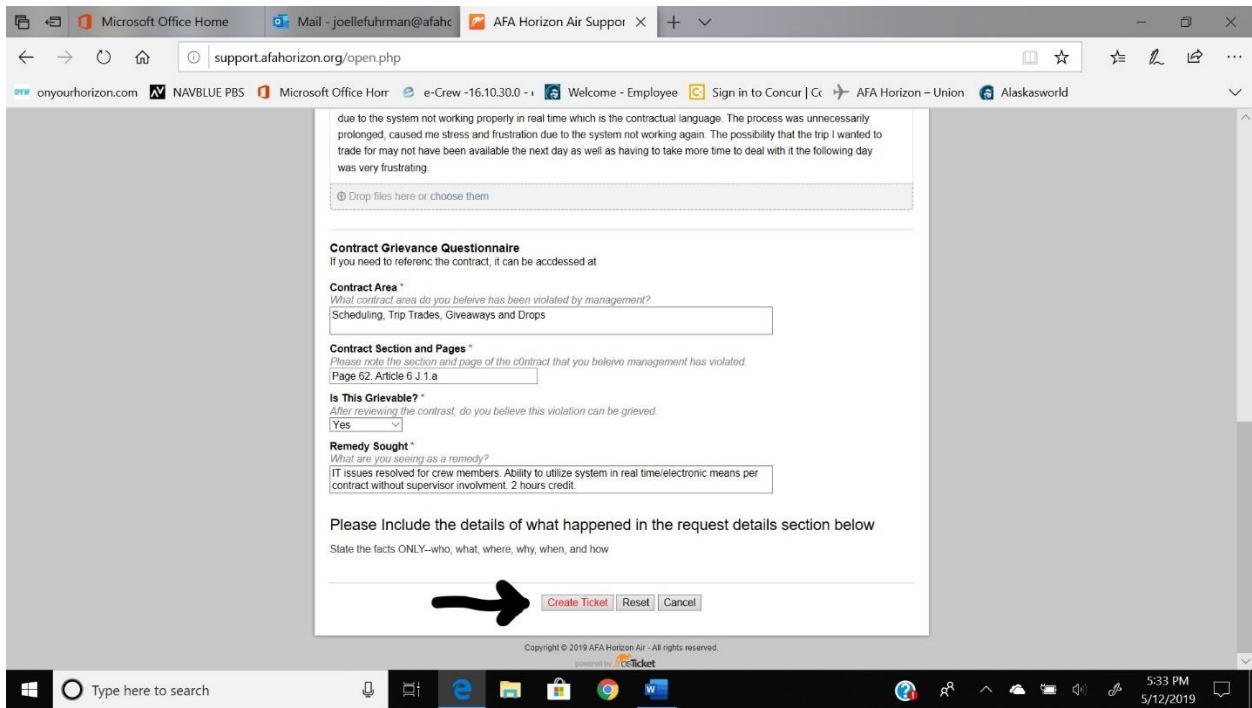 Microsoft Office Home
Mail - joellefuhrman@afaho
AFA Horizon Air Suppor
support.afahorizon.org/open.php
onyourhorizon.com
NAVBLUE PBS
Microsoft Office Hom
e-Crew -16.10.30.0 -
Welcome - Employee
Sign in to Concur | Cc
AFA Horizon – Union
Alaskasworld
due to the system not working properly in real time which is the contractual language. The process was unnecessarily
prolonged, caused me stress and frustration due to the system not working again. The possibility that the trip I wanted to
trade for may not have been available the next day as well as having to take more time to deal with it the following day
was very frustrating.
Drop files here or choose them
Contract Grievance Questionnaire
If you need to referenc the contract, it can be accdessed at
Contract Area *
What contract area do you beleive has been violated by management?
Scheduling, Trip Trades, Giveaways and Drops
Contract Section and Pages *
Please note the section and page of the c0ntract that you beleive management has violated.
Page 62. Article 6 J.1.a
Is This Grievable? *
After reviewing the contrast, do you believe this violation can be grieved.
Yes
Remedy Sought *
What are you seeing as a remedy?
IT issues resolved for crew members. Ability to utilize system in real time/electronic means per
contract without supervisor involvment. 2 hours credit.
Please Include the details of what happened in the request details section below
State the facts ONLY--who, what, where, why, when, and how
Create Ticket
Reset
Cancel
Copyright © 2019 AFA Horizon Air - All rights reserved.
powered by osTicket
Type here to search
5:33 PM
5/12/2019